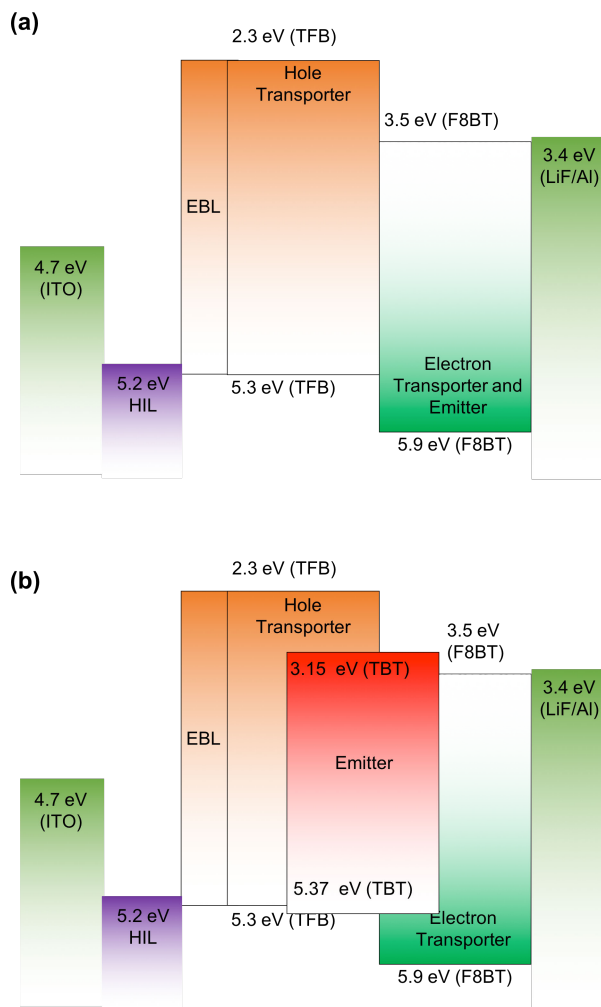 (a)
2.3 eV (TFB)
Hole
Transporter
3.5 eV (F8BT)
3.4 eV
(LiF/Al)
EBL
4.7 eV
(ITO)
5.2 eV
HIL
5.3 eV (TFB)
Electron
Transporter and
Emitter
5.9 eV (F8BT)
(b)
2.3 eV (TFB)
Hole
Transporter
3.5 eV
(F8BT)
3.15 eV (TBT)
3.4 eV
(LiF/Al)
EBL
Emitter
4.7 eV
(ITO)
5.37 eV (TBT)
5.2 eV
HIL
5.3 eV (TFB)
Electron
Transporter
5.9 eV (F8BT)